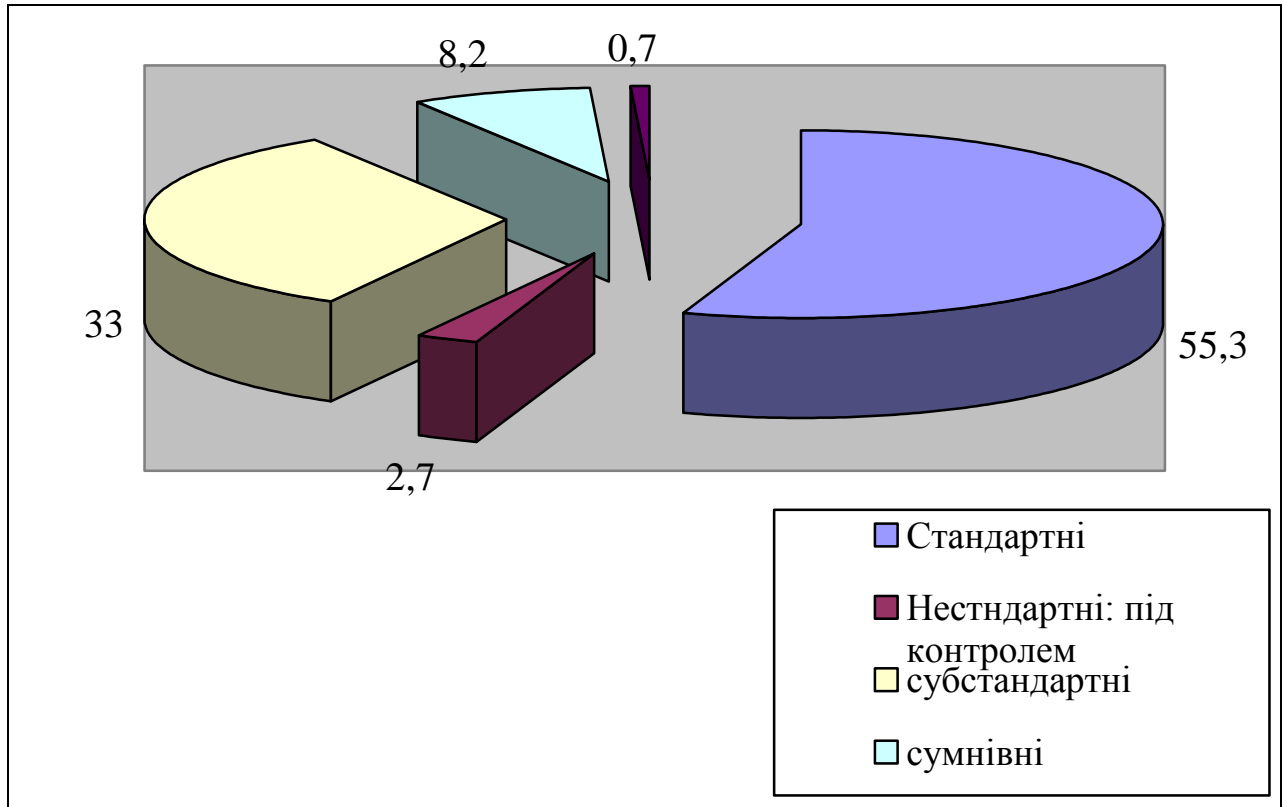 8,2
0,7
33
55,3
2,7
Стандартні
Нестндартні: під
контролем
субстандартні
сумнівні